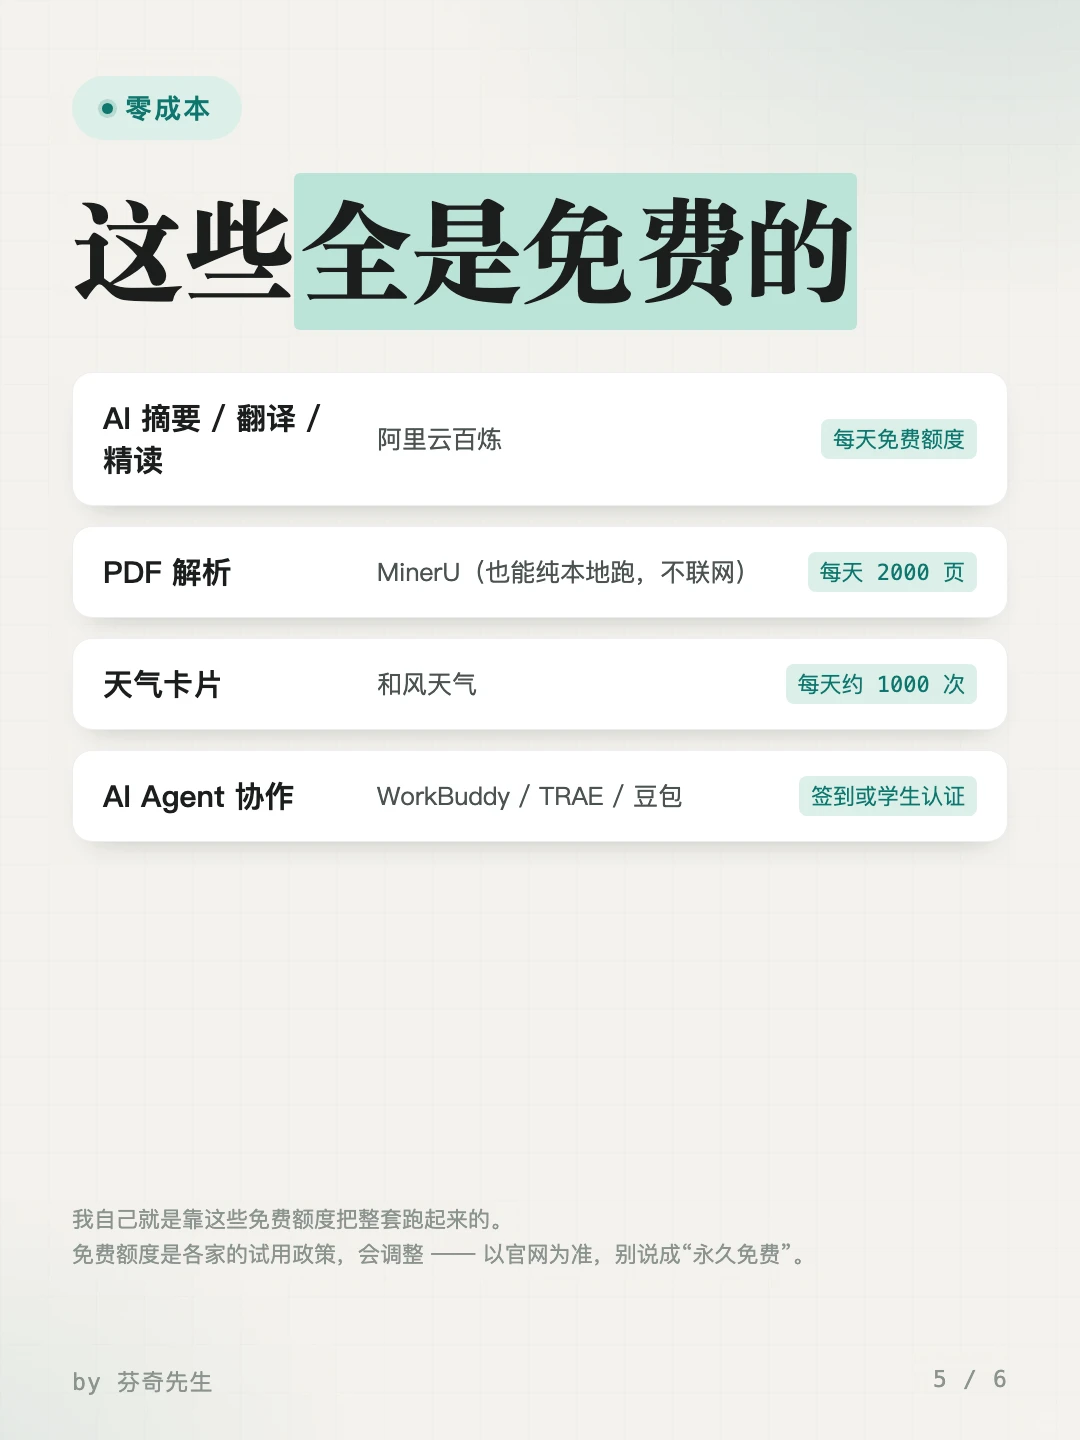 零成本
这些全是免费的
AI 摘要 / 翻译 /
精读
阿里云百炼
每天免费额度
PDF 解析
MinerU（也能纯本地跑，不联网）
每天 2000 页
天气卡片
和风天气
每天约 1000 次
AI Agent 协作
WorkBuddy / TRAE / 豆包
签到或学生认证
我自己就是靠这些免费额度把整套跑起来的。
免费额度是各家的试用政策，会调整 —— 以官网为准，别说成“永久免费”。
by 芬奇先生
5 / 6